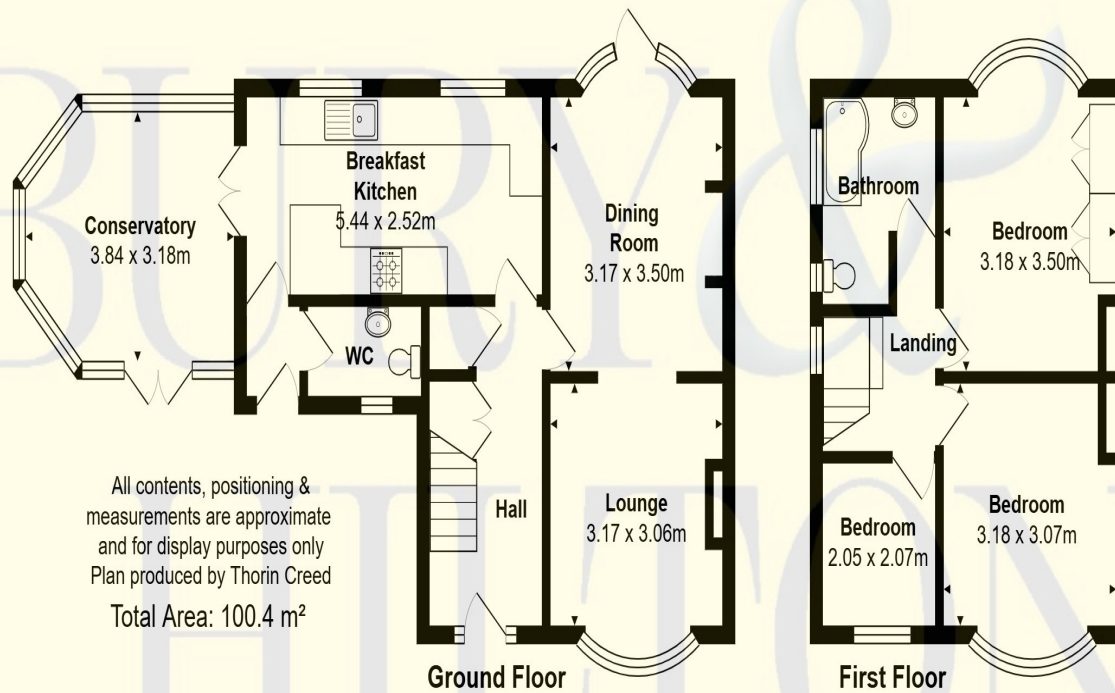 BURY &
HILTON
Conservatory
3.84 x 3.18m
Breakfast
Kitchen
5.44 x 2.52m
Dining
Room
3.17 x 3.50m
WC
Hall
Lounge
3.17 x 3.06m
Ground Floor
Bathroom
Bedroom
3.18 x 3.50m
Landing
Bedroom
2.05 x 2.07m
Bedroom
3.18 x 3.07m
First Floor
All contents, positioning &
measurements are approximate
and for display purposes only
Plan produced by Thorin Creed
Total Area: 100.4 m²